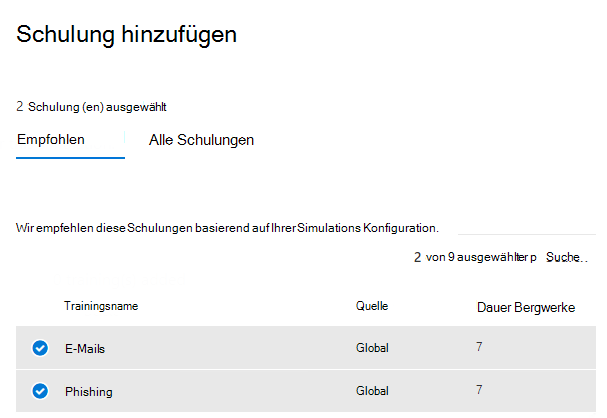 Schulung hinzufügen
2 Schulung (en) ausgewählt
Empfohlen Alle Schulungen
Wir empfehlen diese Schulungen basierend auf Ihrer Simulations Konfiguration.
2 von 9 ausgewählter p Suche..
Trainingsname Quelle Dauer Bergwerke
E-Mails Global 7
Phishing Global 7